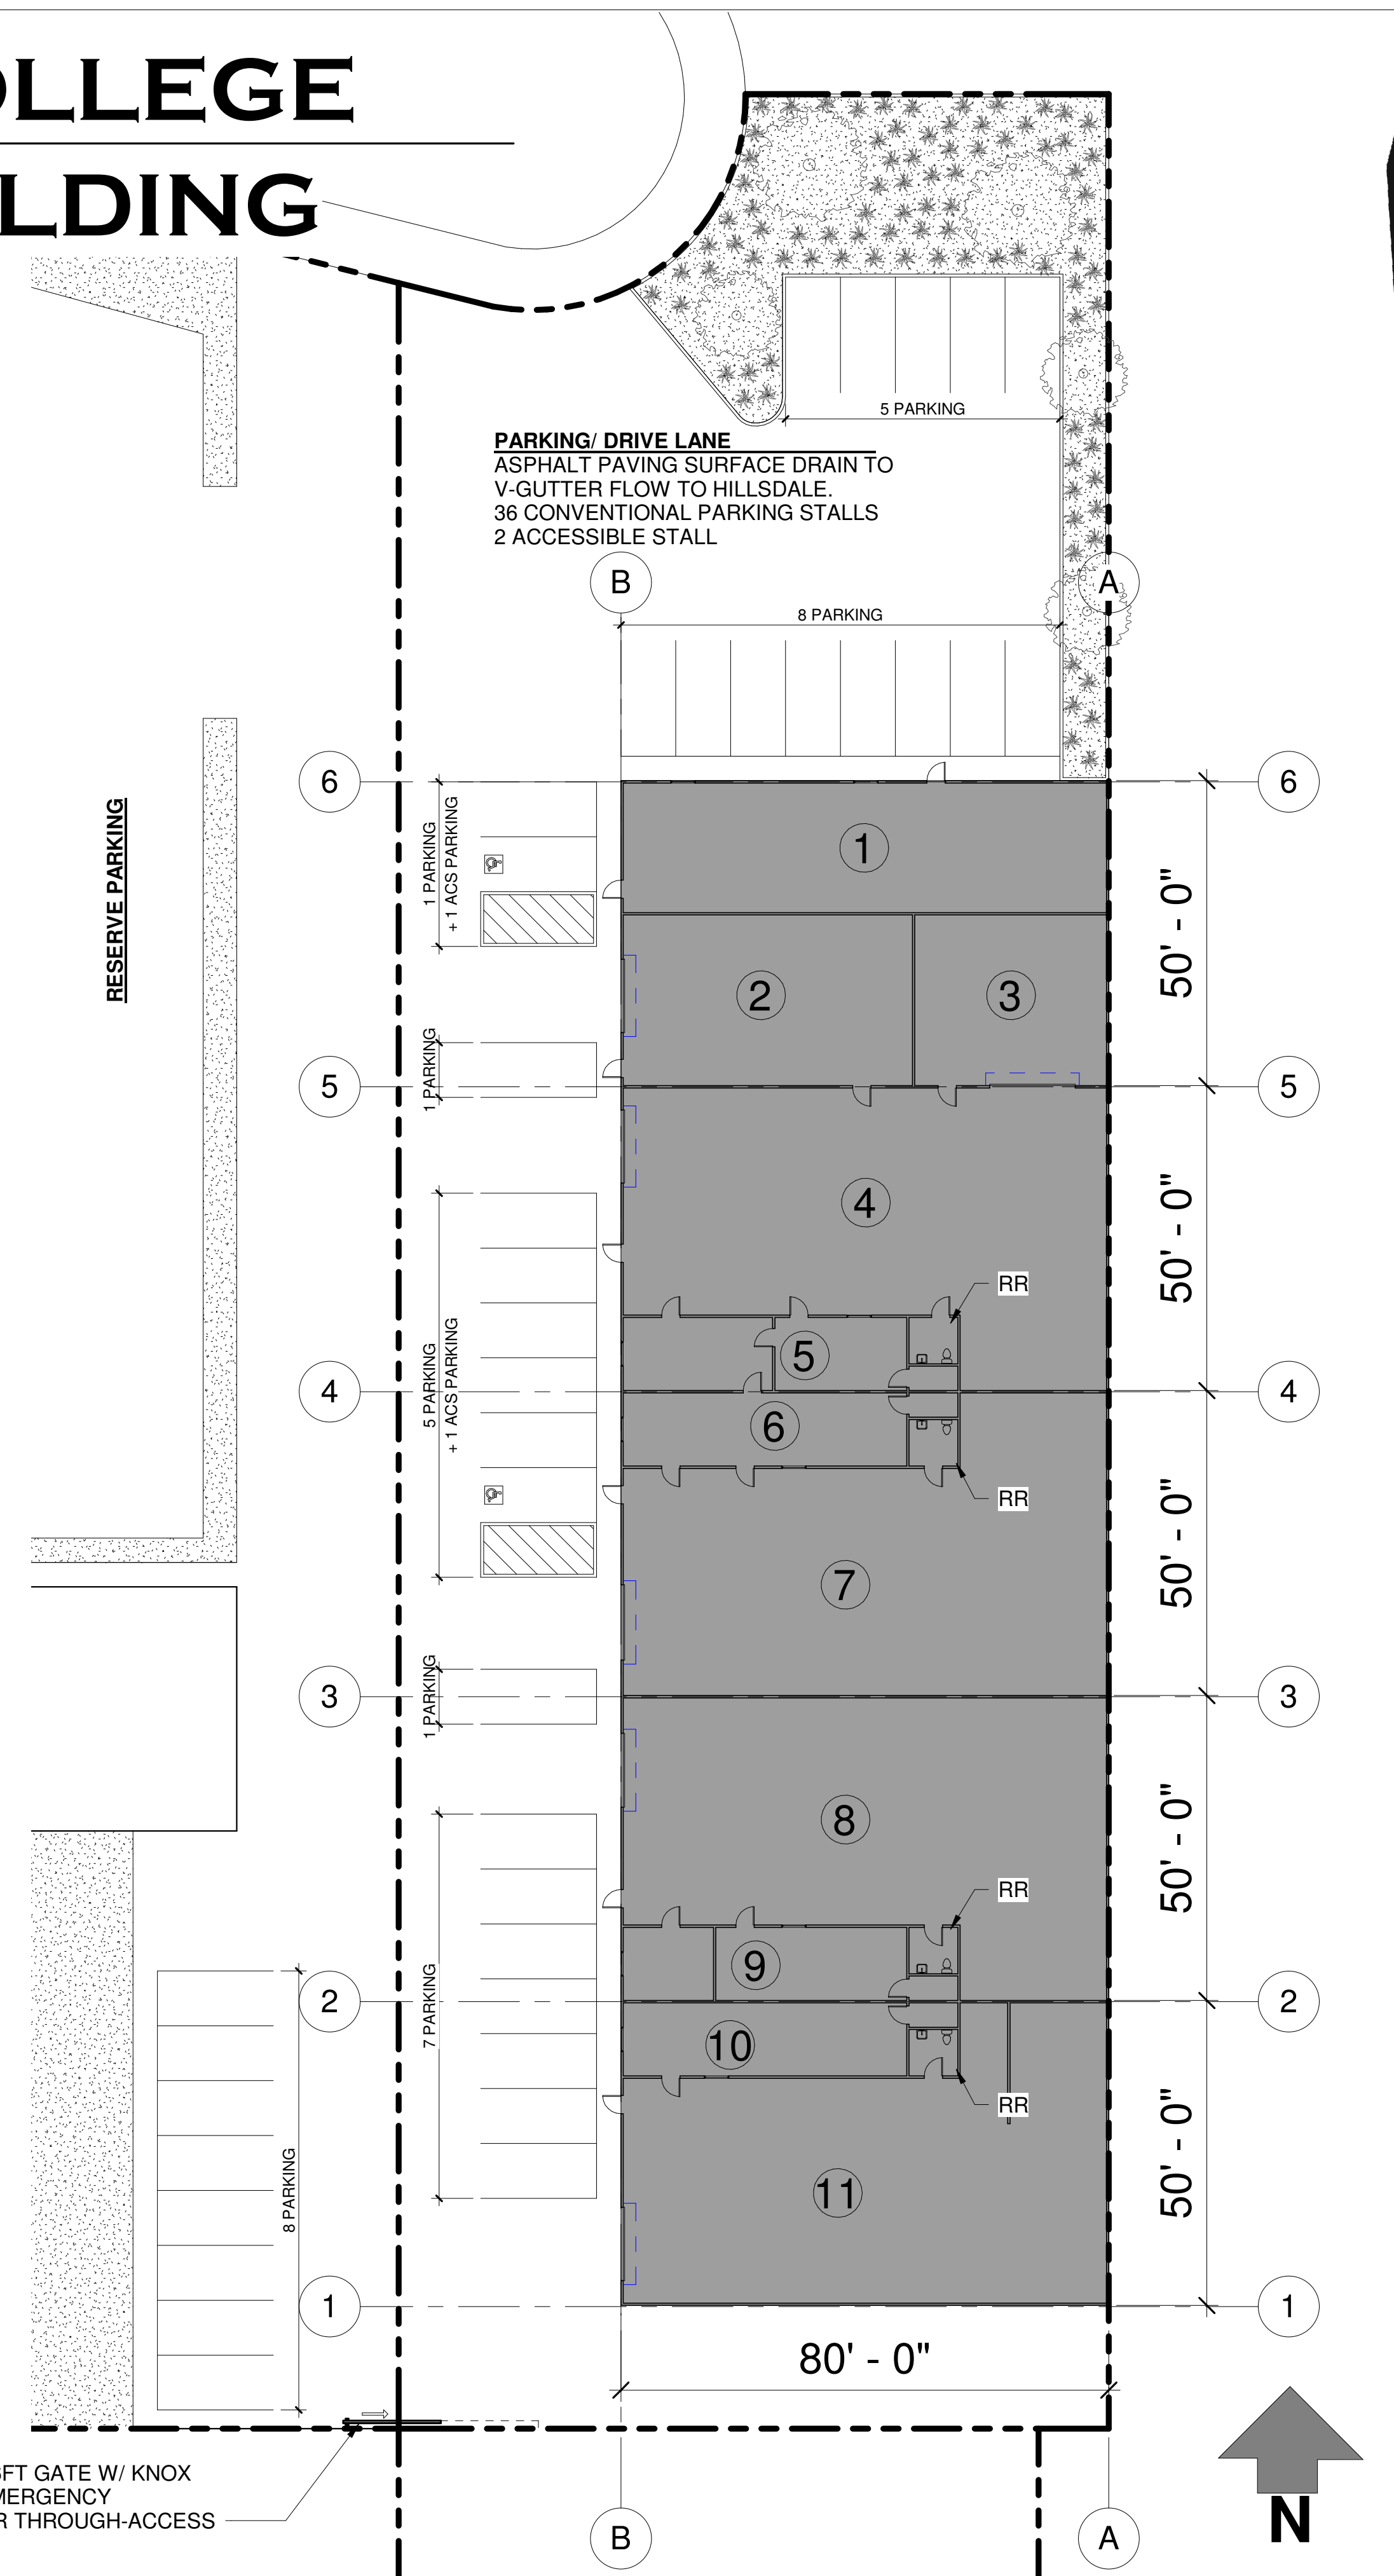 OLLEGE
ILDING
5 PARKING
PARKING/ DRIVE LANE
ASPHALT PAVING SURFACE DRAIN TO
V-GUTTER FLOW TO HILLSDALE.
36 CONVENTIONAL PARKING STALLS
2 ACCESSIBLE STALL
B
A
8 PARKING
6
6
1 PARKING
+ 1 ACS PARKING
RESERVE PARKING
1
50' - 0"
2
3
1 PARKING
5
5
4
50' - 0"
RR
5 PARKING
+ 1 ACS PARKING
5
4
4
6
RR
50' - 0"
7
1 PARKING
3
3
8
50' - 0"
RR
9
7 PARKING
2
2
10
RR
50' - 0"
8 PARKING
11
1
1
80' - 0"
FT GATE W/ KNOX
MERGENCY
R THROUGH-ACCESS
B
A
N